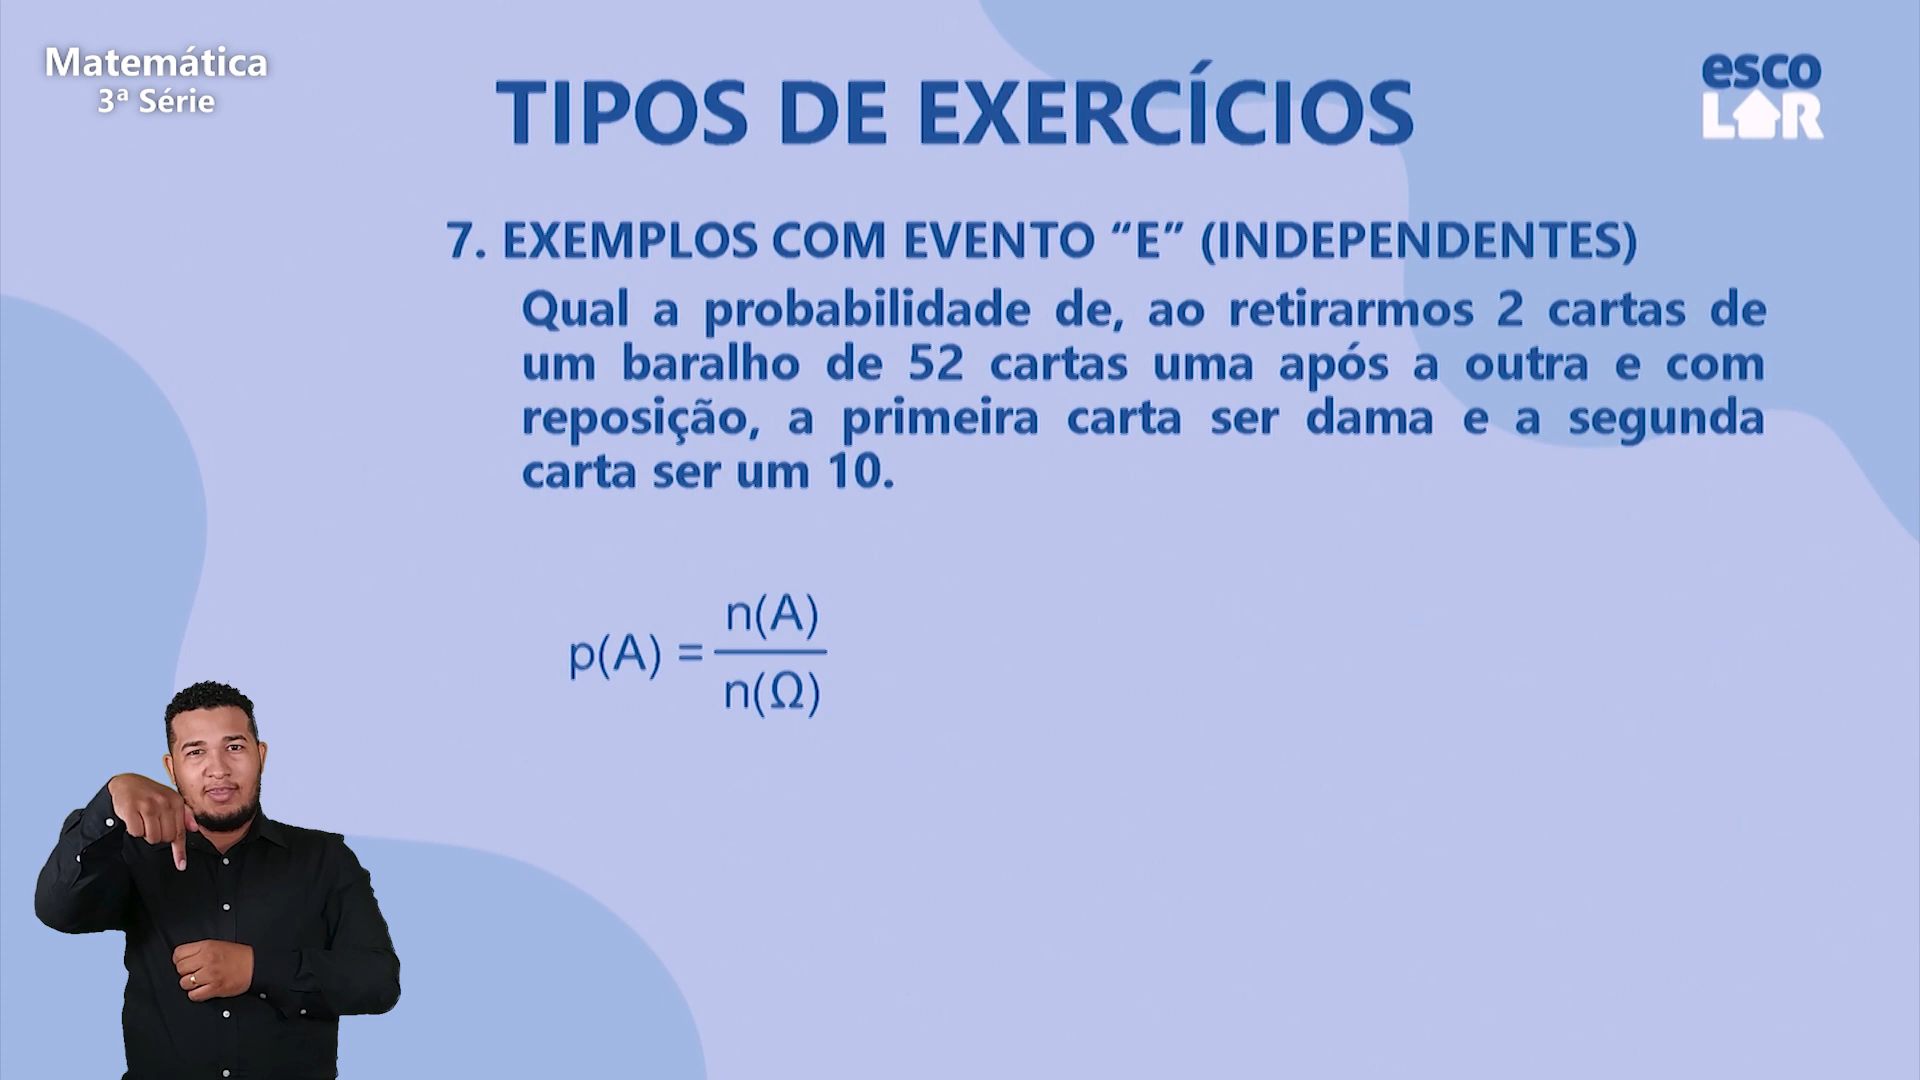 Matemática
3ª Série
TIPOS DE EXERCÍCIOS
esco
LAR
7. EXEMPLOS COM EVENTO “E” (INDEPENDENTES)
Qual a probabilidade de, ao retirarmos 2 cartas de
um baralho de 52 cartas uma após a outra e com
reposição, a primeira carta ser dama e a segunda
carta ser um 10.
n(A)
p(A) =
n(Ω)